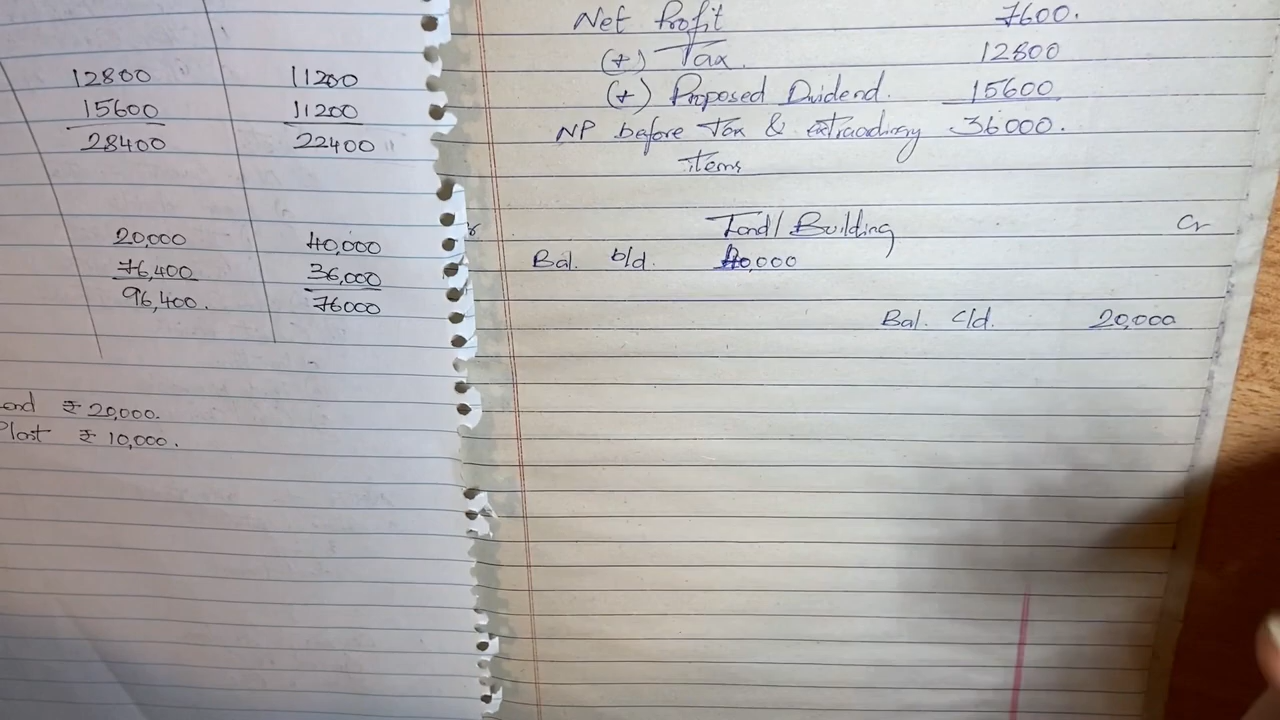 12800 11200
15600 11200
28400 22400
20,000 40,000
76,400 36,000
96,400. 76000
₹ 20,000.
Plant ₹ 10,000.
Net Profit 7600.
(+) Tax. 12800
(+) Proposed Dividend. 15600
NP before Tax & extraordinary 36000.
items
Land / Building Cr
Bal. b/d. 40,000
Bal. c/d. 20,000